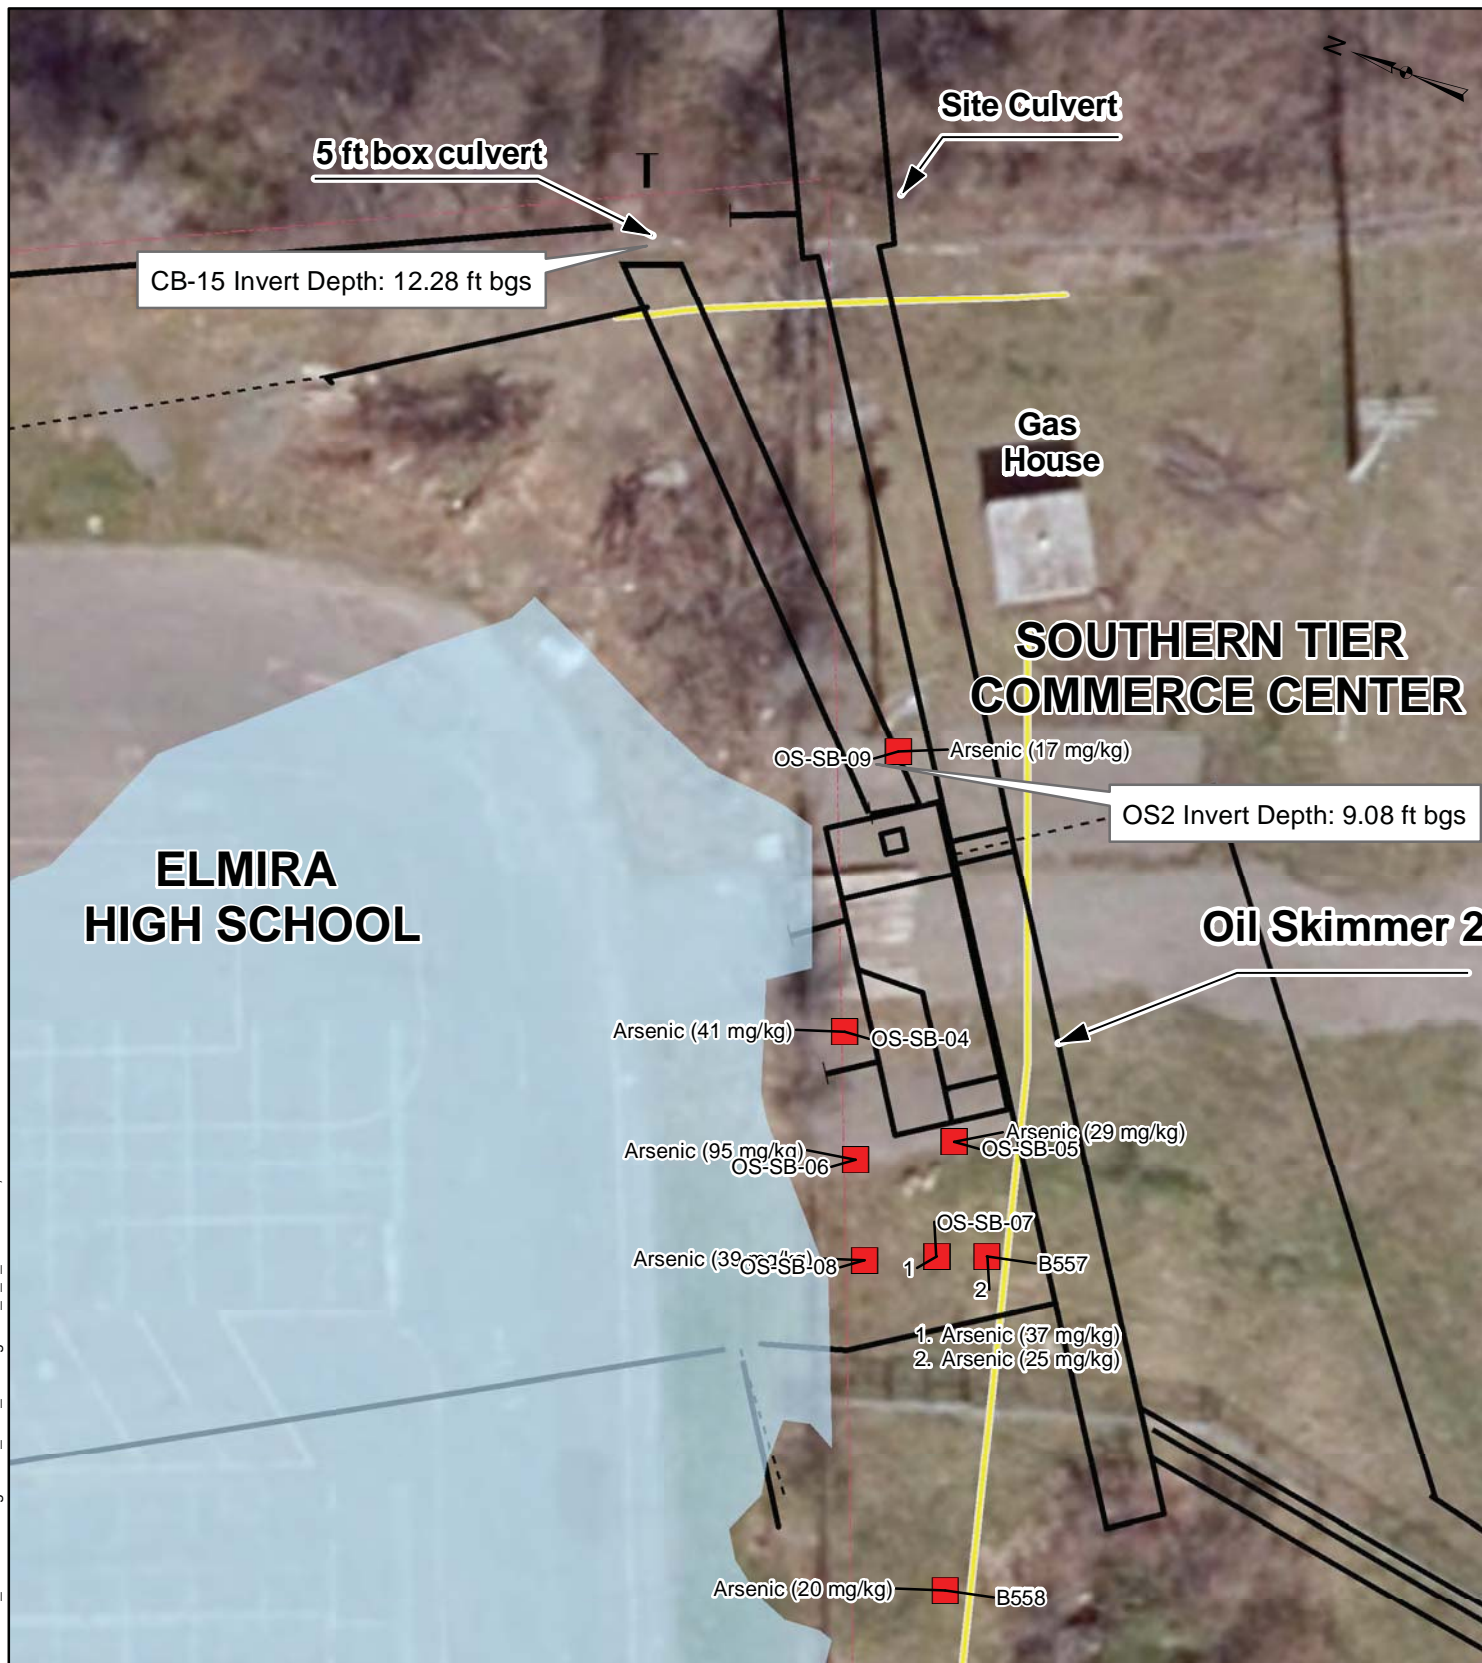 N
Site Culvert
5 ft box culvert
T
CB-15 Invert Depth: 12.28 ft bgs
Gas
House
SOUTHERN TIER
COMMERCE CENTER
OS-SB-09
Arsenic (17 mg/kg)
OS2 Invert Depth: 9.08 ft bgs
ELMIRA
HIGH SCHOOL
Oil Skimmer 2
Arsenic (41 mg/kg)
OS-SB-04
Arsenic (29 mg/kg)
OS-SB-05
Arsenic (95 mg/kg)
OS-SB-06
OS-SB-07
Arsenic (39 mg/kg)
OS-SB-08
1
B557
2
1. Arsenic (37 mg/kg)
2. Arsenic (25 mg/kg)
Arsenic (20 mg/kg)
B558